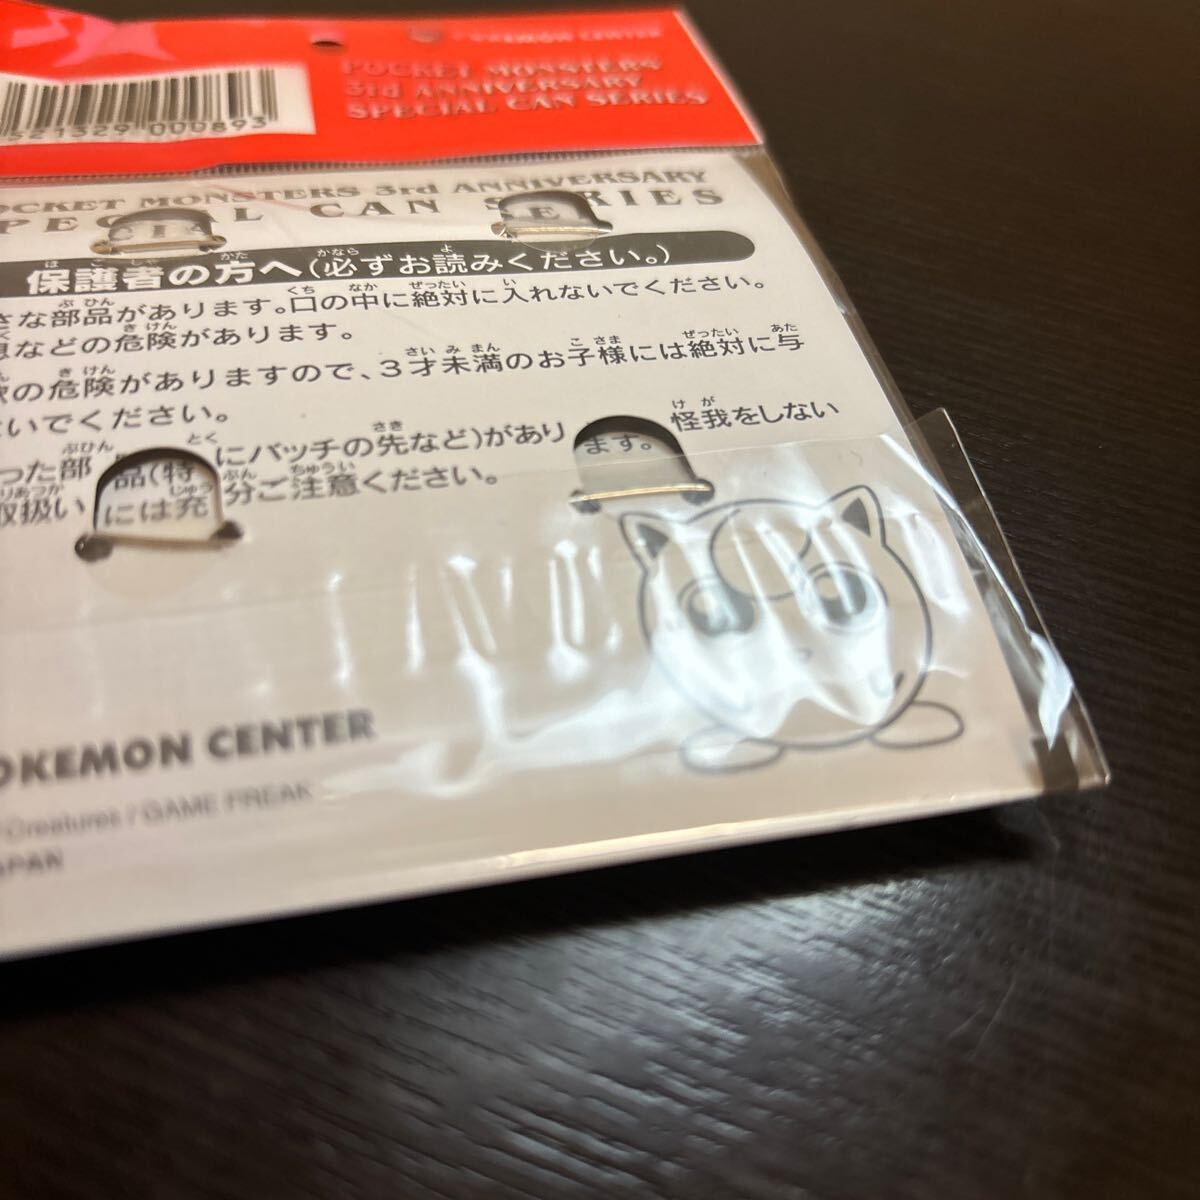 POKEMON CENTER
POCKET MONSTERS
3rd ANNIVERSARY
SPECIAL CAN SERIES
521329 000893
POCKET MONSTERS 3rd ANNIVERSARY
SPECIAL CAN SERIES
保護者の方へ(必ずお読みください。)
さな部品があります。口の中に絶対に入れないでください。
などの危険があります。
の危険がありますので、3才未満のお子様には絶対に与
いでください。
った部品(特にバッチの先など)があります。怪我をしない
取扱いには充分ご注意ください。
OKEMON CENTER
Creatures / GAME FREAK
APAN